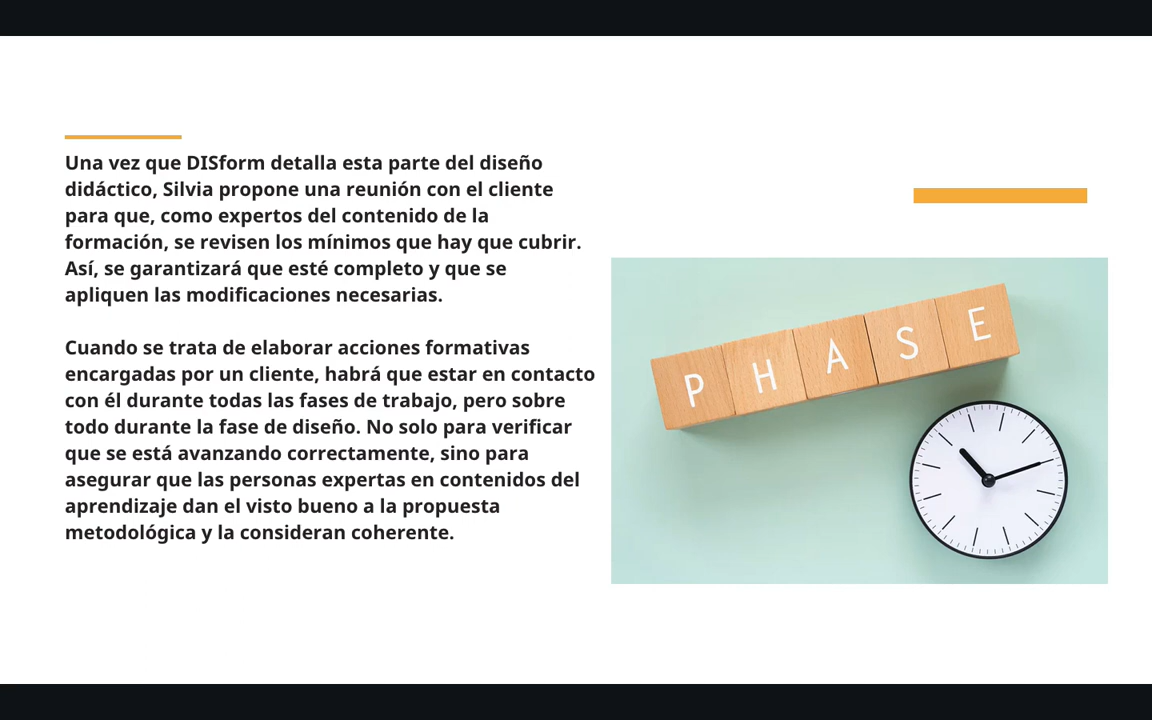 Una vez que DISform detalla esta parte del diseño
didáctico, Silvia propone una reunión con el cliente
para que, como expertos del contenido de la
formación, se revisen los mínimos que hay que cubrir.
Así, se garantizará que esté completo y que se
apliquen las modificaciones necesarias.
Cuando se trata de elaborar acciones formativas
encargadas por un cliente, habrá que estar en contacto
con él durante todas las fases de trabajo, pero sobre
todo durante la fase de diseño. No solo para verificar
que se está avanzando correctamente, sino para
asegurar que las personas expertas en contenidos del
aprendizaje dan el visto bueno a la propuesta
metodológica y la consideran coherente.
PHASE